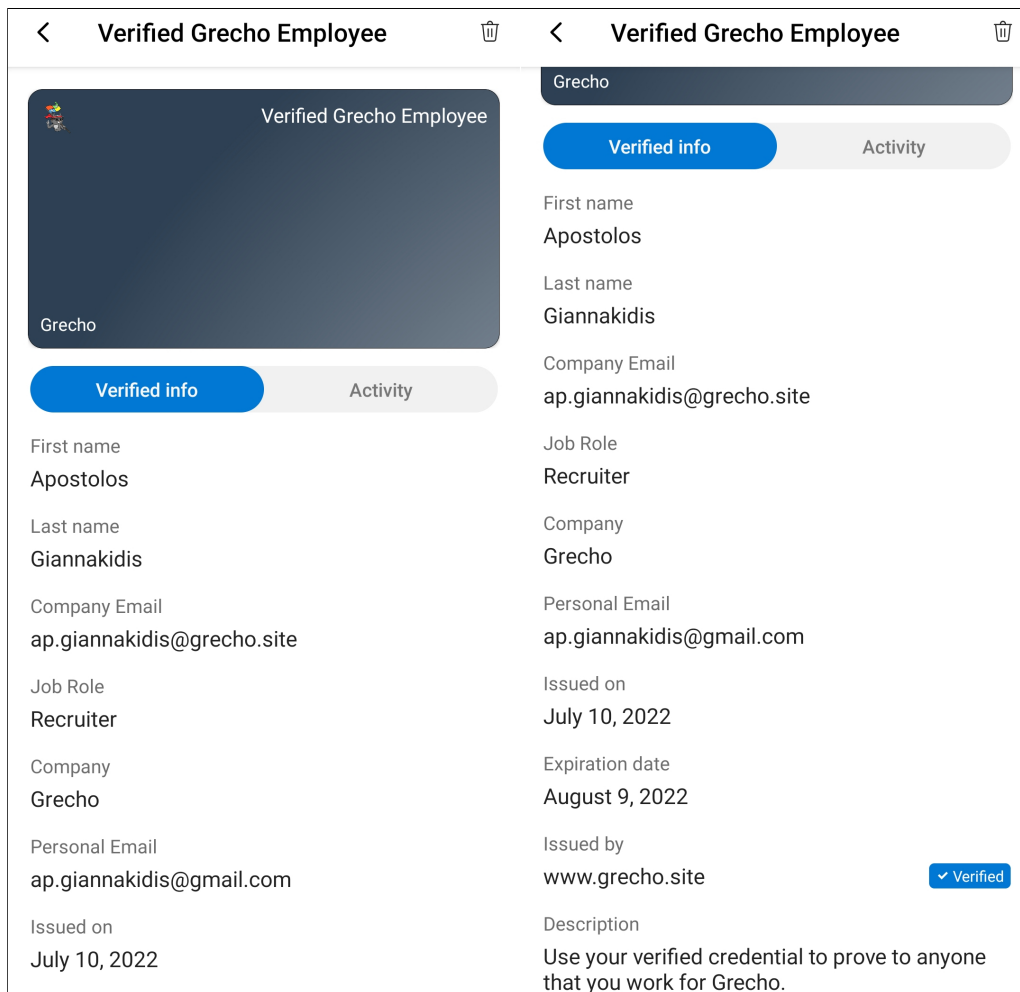 Verified Grecho Employee
Verified Grecho Employee
Grecho
Verified info Activity
First name
Apostolos
Last name
Giannakidis
Company Email
ap.giannakidis@grecho.site
Job Role
Recruiter
Company
Grecho
Personal Email
ap.giannakidis@gmail.com
Issued on
July 10, 2022
Verified Grecho Employee
Grecho
Verified info Activity
First name
Apostolos
Last name
Giannakidis
Company Email
ap.giannakidis@grecho.site
Job Role
Recruiter
Company
Grecho
Personal Email
ap.giannakidis@gmail.com
Issued on
July 10, 2022
Expiration date
August 9, 2022
Issued by
www.grecho.site Verified
Description
Use your verified credential to prove to anyone
that you work for Grecho.